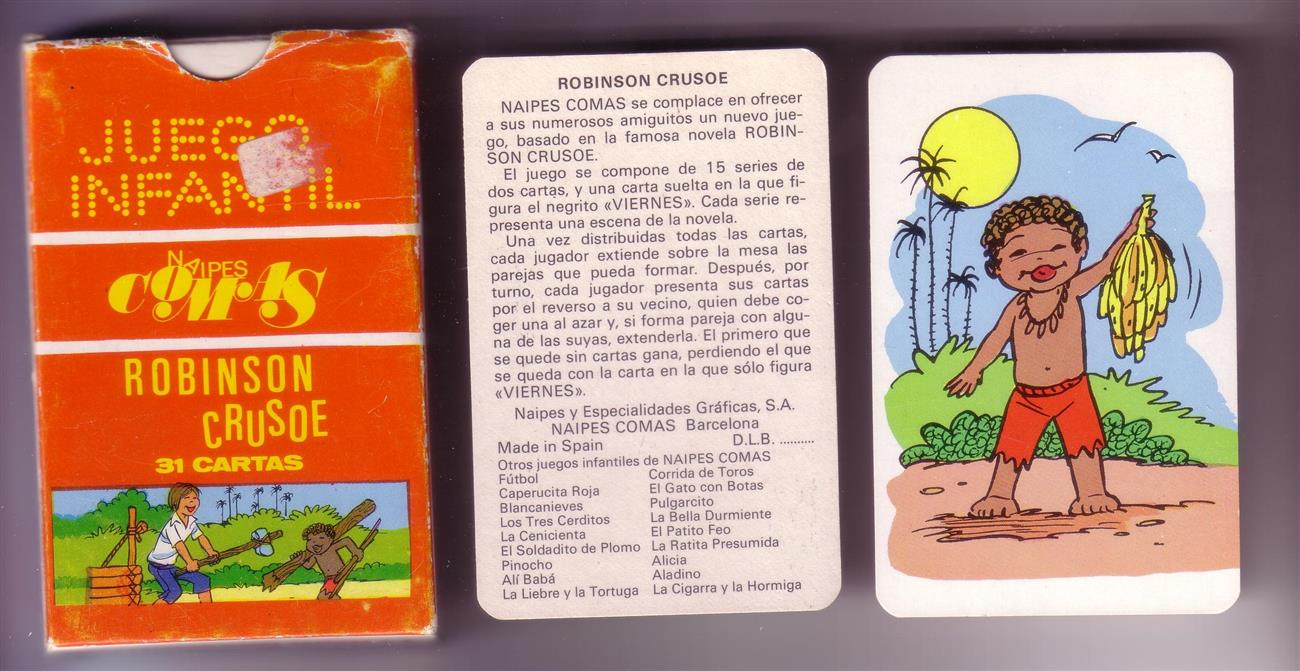 JUEGO
INFANTIL
NAIPES
COMAS
ROBINSON
CRUSOE
31 CARTAS
ROBINSON CRUSOE
NAIPES COMAS se complace en ofrecer
a sus numerosos amiguitos un nuevo jue-
go, basado en la famosa novela ROBIN-
SON CRUSOE.
El juego se compone de 15 series de
dos cartas, y una carta suelta en la que fi-
gura el negrito «VIERNES». Cada serie re-
presenta una escena de la novela.
Una vez distribuidas todas las cartas,
cada jugador extiende sobre la mesa las
parejas que pueda formar. Después, por
turno, cada jugador presenta sus cartas
por el reverso a su vecino, quien debe co-
ger una al azar y, si forma pareja con algu-
na de las suyas, extenderla. El primero que
se quede sin cartas gana, perdiendo el que
se queda con la carta en la que sólo figura
«VIERNES».
Naipes y Especialidades Gráficas, S.A.
NAIPES COMAS Barcelona
Made in Spain D.L.B. ..........
Otros juegos infantiles de NAIPES COMAS
Fútbol Corrida de Toros
Caperucita Roja El Gato con Botas
Blancanieves Pulgarcito
Los Tres Cerditos La Bella Durmiente
La Cenicienta El Patito Feo
El Soldadito de Plomo La Ratita Presumida
Pinocho Alicia
Alí Babá Aladino
La Liebre y la Tortuga La Cigarra y la Hormiga